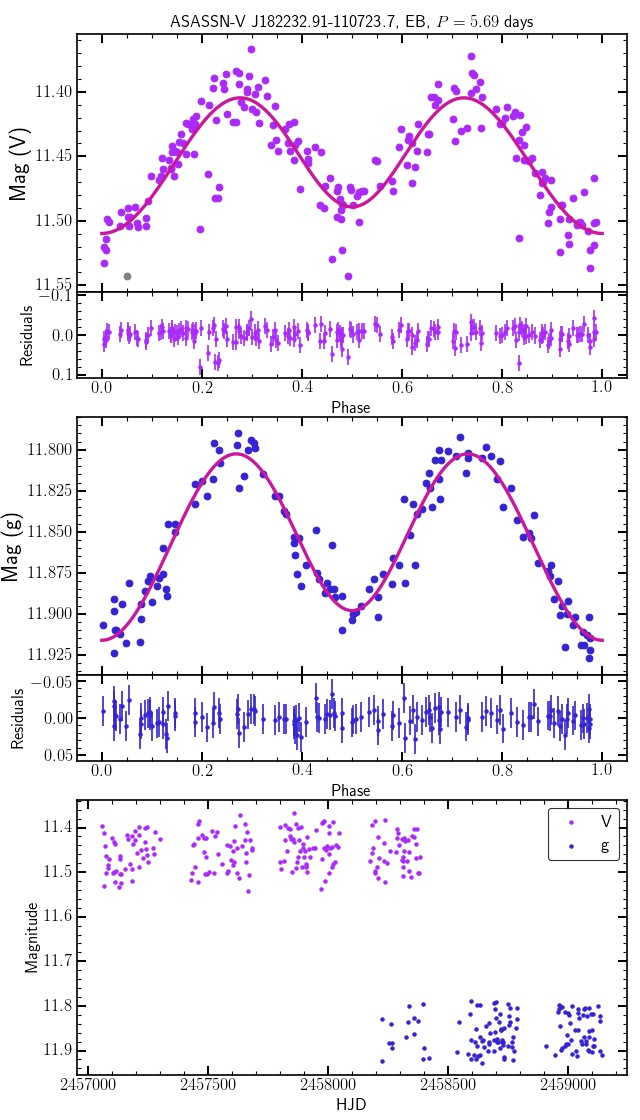 ASASSN-V J182232.91-110723.7, EB, P = 5.69 days
Mag (V)
11.40
11.45
11.50
11.55
Residuals
−0.1
0.0
0.1
0.0 0.2 0.4 0.6 0.8 1.0
Phase
Mag (g)
11.800
11.825
11.850
11.875
11.900
11.925
Residuals
−0.05
0.00
0.05
0.0 0.2 0.4 0.6 0.8 1.0
Phase
V
g
Magnitude
11.4
11.5
11.6
11.7
11.8
11.9
2457000 2457500 2458000 2458500 2459000
HJD